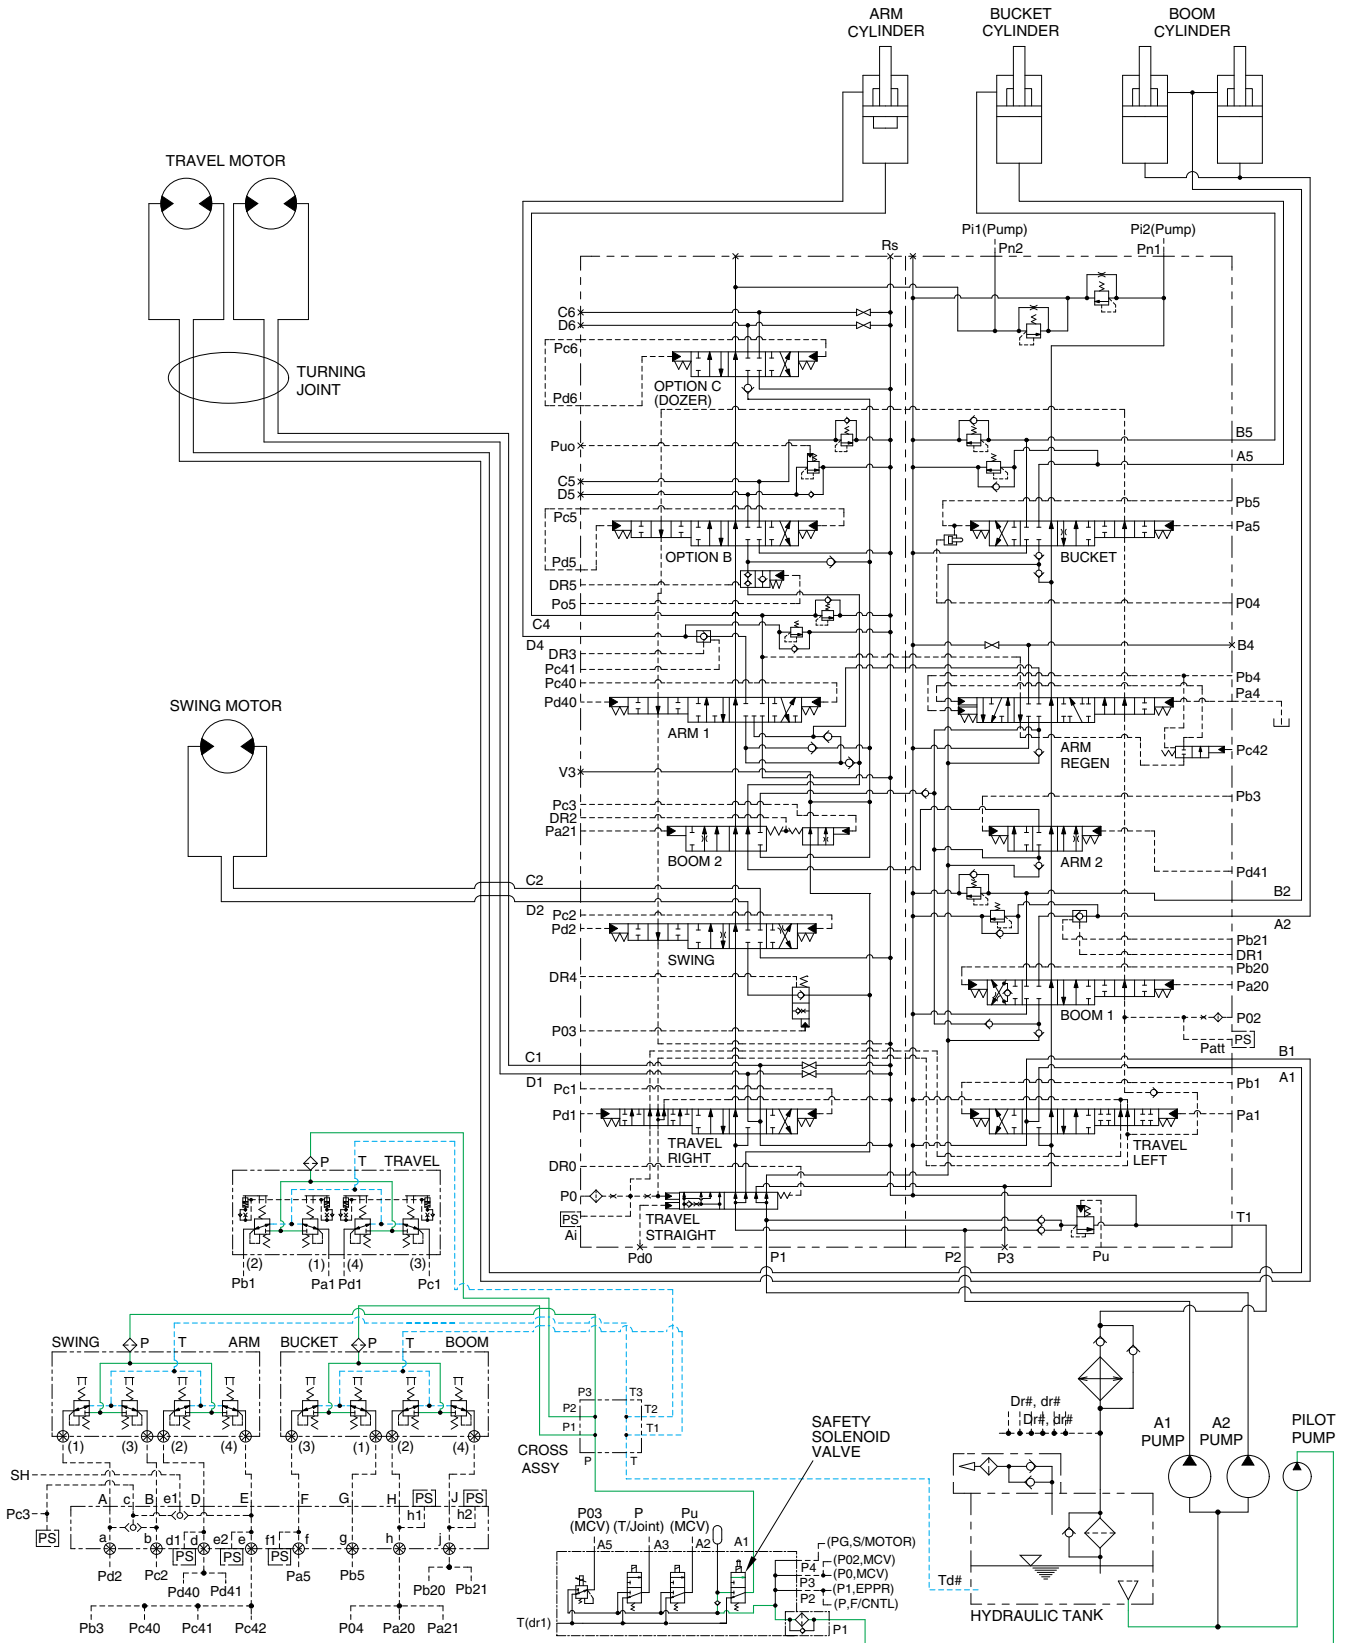 ARM
CYLINDER
BUCKET
CYLINDER
BOOM
CYLINDER
TRAVEL MOTOR
TURNING
JOINT
SWING MOTOR
Pi1(Pump)
Pn2
Pi2(Pump)
Pn1
Rs
C6
D6
Pc6
Pd6
OPTION C
(DOZER)
Puo
C5
D5
Pc5
Pd5
OPTION B
DR5
Po5
C4
D4
DR3
Pc41
Pc40
Pd40
ARM 1
V3
Pc3
DR2
Pa21
BOOM 2
C2
D2
Pc2
Pd2
SWING
DR4
P03
C1
D1
Pc1
Pd1
TRAVEL
RIGHT
DR0
P0
PS
Ai
TRAVEL
STRAIGHT
Pd0
P1
P2
P3
Pu
B5
A5
Pb5
Pa5
BUCKET
P04
B4
Pb4
Pa4
ARM
REGEN
Pc42
Pb3
ARM 2
Pd41
B2
A2
Pb21
DR1
Pb20
Pa20
BOOM 1
P02
PS
Patt
B1
A1
Pb1
Pa1
TRAVEL
LEFT
T1
P
T
TRAVEL
(2)
(1)
(4)
(3)
Pb1
Pa1
Pd1
Pc1
SWING
P
T
ARM
BUCKET
P
T
BOOM
(1)
(3)
(2)
(4)
(3)
(1)
(2)
(4)
SH
Pc3
PS
A
c
B
e1
D
E
F
G
H
PS
h1
J
PS
h2
a
b
d1
d
PS
e2
e
PS
f1
f
PS
g
h
j
Pd2
Pc2
Pd40
Pd41
Pa5
Pb5
Pb20
Pb21
Pb3
Pc40
Pc41
Pc42
P04
Pa20
Pa21
P3
T3
P2
T2
P1
T1
P
T
CROSS
ASSY
SAFETY
SOLENOID
VALVE
P03
(MCV)
P
(T/Joint)
Pu
(MCV)
A5
A3
A2
A1
T(dr1)
P4
P3
P2
P1
(PG,S/MOTOR)
(P02,MCV)
(P0,MCV)
(P1,EPPR)
(P,F/CNTL)
Td#
Dr#, dr#
Dr#, dr#
HYDRAULIC TANK
A1
PUMP
A2
PUMP
PILOT
PUMP